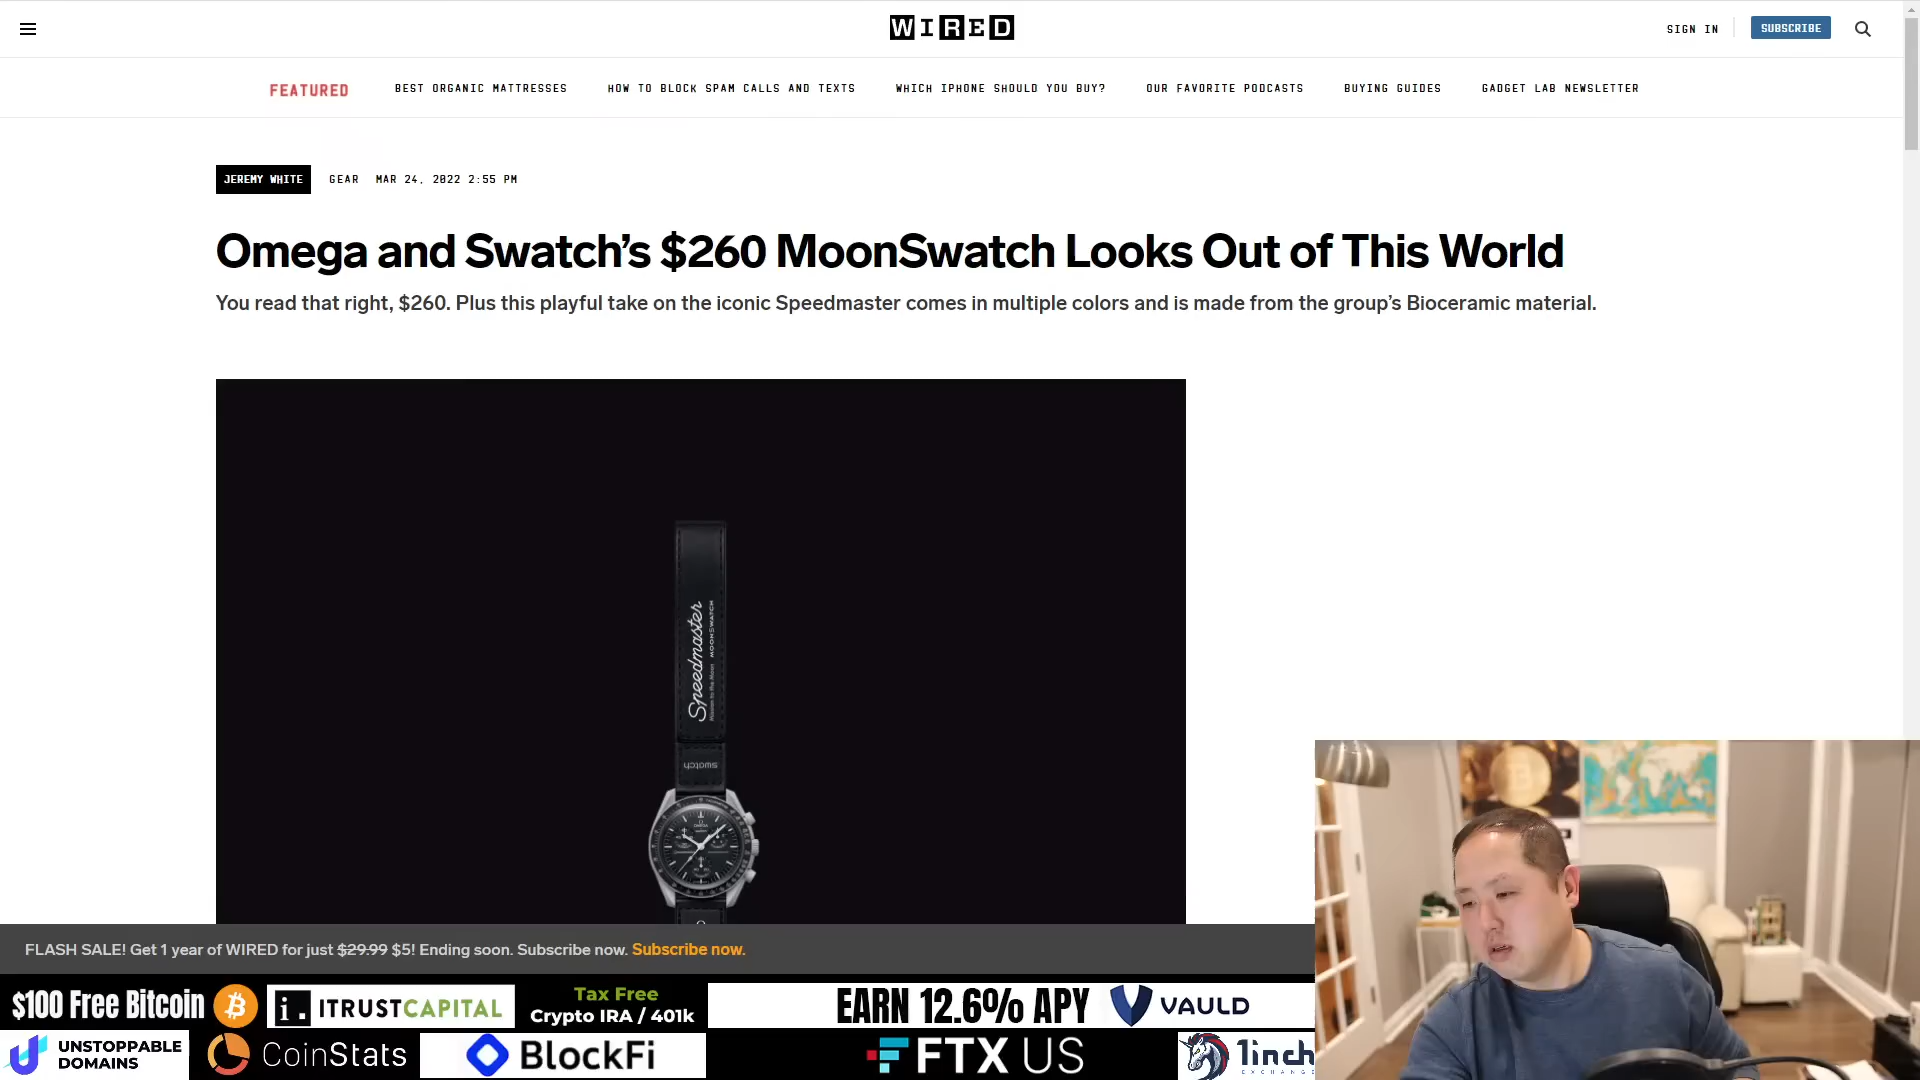 WIRED
SIGN IN
SUBSCRIBE
FEATURED
BEST ORGANIC MATTRESSES
HOW TO BLOCK SPAM CALLS AND TEXTS
WHICH IPHONE SHOULD YOU BUY?
OUR FAVORITE PODCASTS
BUYING GUIDES
GADGET LAB NEWSLETTER
JEREMY WHITE
GEAR
MAR 24, 2022 2:55 PM
Omega and Swatch's $260 MoonSwatch Looks Out of This World
You read that right, $260. Plus this playful take on the iconic Speedmaster comes in multiple colors and is made from the group's Bioceramic material.
Speedmaster
MOONSWATCH
swatch
FLASH SALE! Get 1 year of WIRED for just $29.99 $5! Ending soon. Subscribe now. Subscribe now.
$100 Free Bitcoin
i. ITRUSTCAPITAL
Tax Free
Crypto IRA / 401k
EARN 12.6% APY
VAULD
UNSTOPPABLE
DOMAINS
CoinStats
BlockFi
FTX US
1inch
EXCHANGE